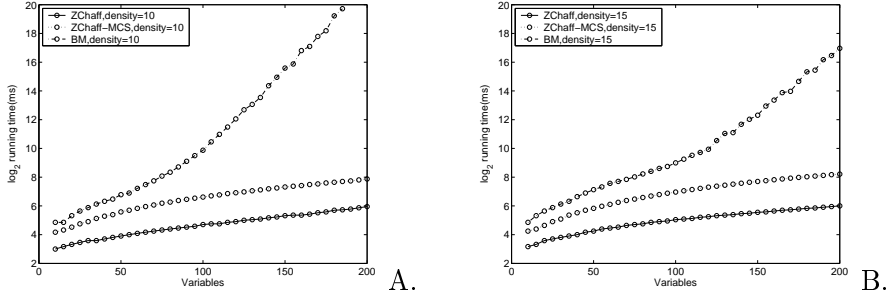 20
18
16
14
12
10
8
6
4
2
log2 running time(ms)
0
50
100
150
200
Variables
ZChaff,density=10
ZChaff−MCS,density=10
BM,density=10
A.
20
18
16
14
12
10
8
6
4
2
log2 running time(ms)
0
50
100
150
200
Variables
ZChaff,density=15
ZChaff−MCS,density=15
BM,density=15
B.